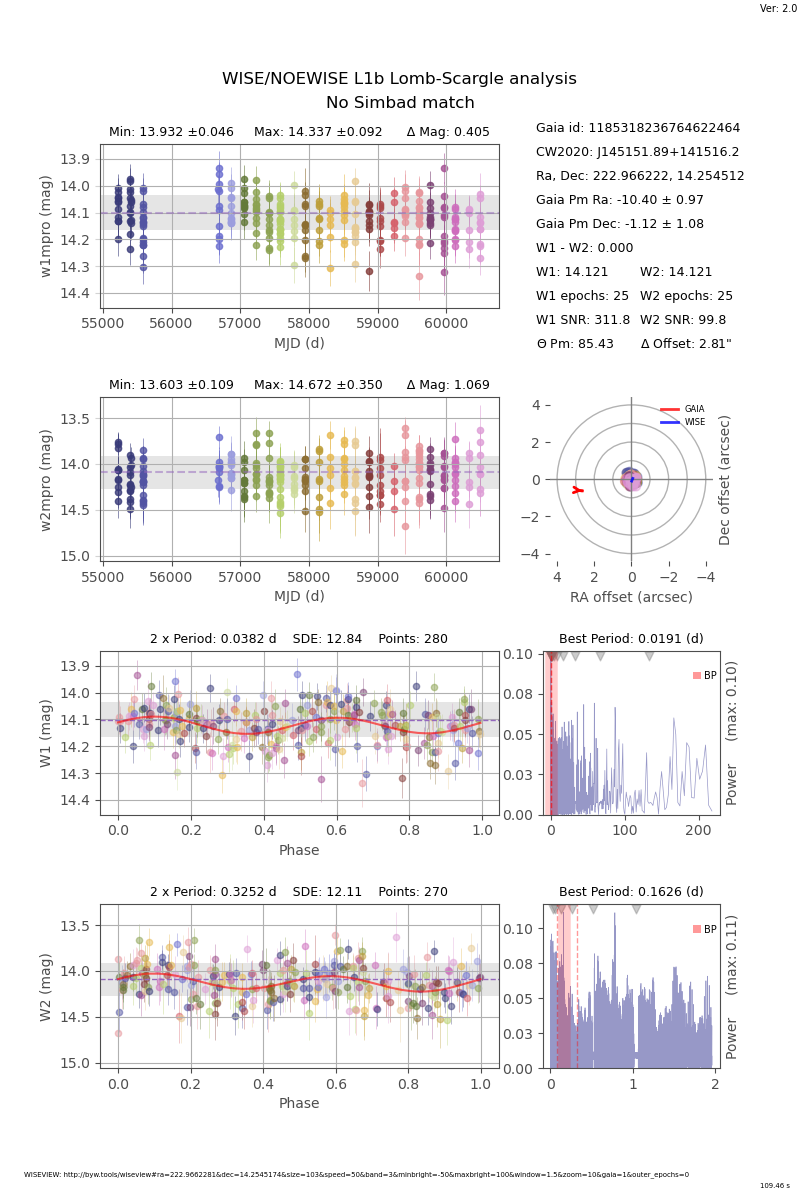 Ver: 2.0
WISE/NOEWISE L1b Lomb-Scargle analysis
No Simbad match
Min: 13.932 ±0.046 Max: 14.337 ±0.092 Δ Mag: 0.405
13.9
14.0
14.1
14.2
14.3
14.4
w1mpro (mag)
55000 56000 57000 58000 59000 60000
MJD (d)
Gaia id: 1185318236764622464
CW2020: J145151.89+141516.2
Ra, Dec: 222.966222, 14.254512
Gaia Pm Ra: -10.40 ± 0.97
Gaia Pm Dec: -1.12 ± 1.08
W1 - W2: 0.000
W1: 14.121 W2: 14.121
W1 epochs: 25 W2 epochs: 25
W1 SNR: 311.8 W2 SNR: 99.8
Θ Pm: 85.43 Δ Offset: 2.81"
Min: 13.603 ±0.109 Max: 14.672 ±0.350 Δ Mag: 1.069
13.5
14.0
14.5
15.0
w2mpro (mag)
55000 56000 57000 58000 59000 60000
MJD (d)
GAIA
WISE
4
2
0
−2
−4
4 2 0 −2 −4
RA offset (arcsec)
Dec offset (arcsec)
2 x Period: 0.0382 d SDE: 12.84 Points: 280
13.9
14.0
14.1
14.2
14.3
14.4
W1 (mag)
0.0 0.2 0.4 0.6 0.8 1.0
Phase
Best Period: 0.0191 (d)
BP
0.10
0.08
0.05
0.03
0.00
0 100 200
Power (max: 0.10)
2 x Period: 0.3252 d SDE: 12.11 Points: 270
13.5
14.0
14.5
15.0
W2 (mag)
0.0 0.2 0.4 0.6 0.8 1.0
Phase
Best Period: 0.1626 (d)
BP
0.10
0.08
0.05
0.03
0.00
0 1 2
Power (max: 0.11)
WISEVIEW: http://byw.tools/wiseview#ra=222.9662281&dec=14.2545174&size=103&speed=50&band=3&minbright=-50&maxbright=100&window=1.5&zoom=10&gaia=1&outer_epochs=0
109.46 s